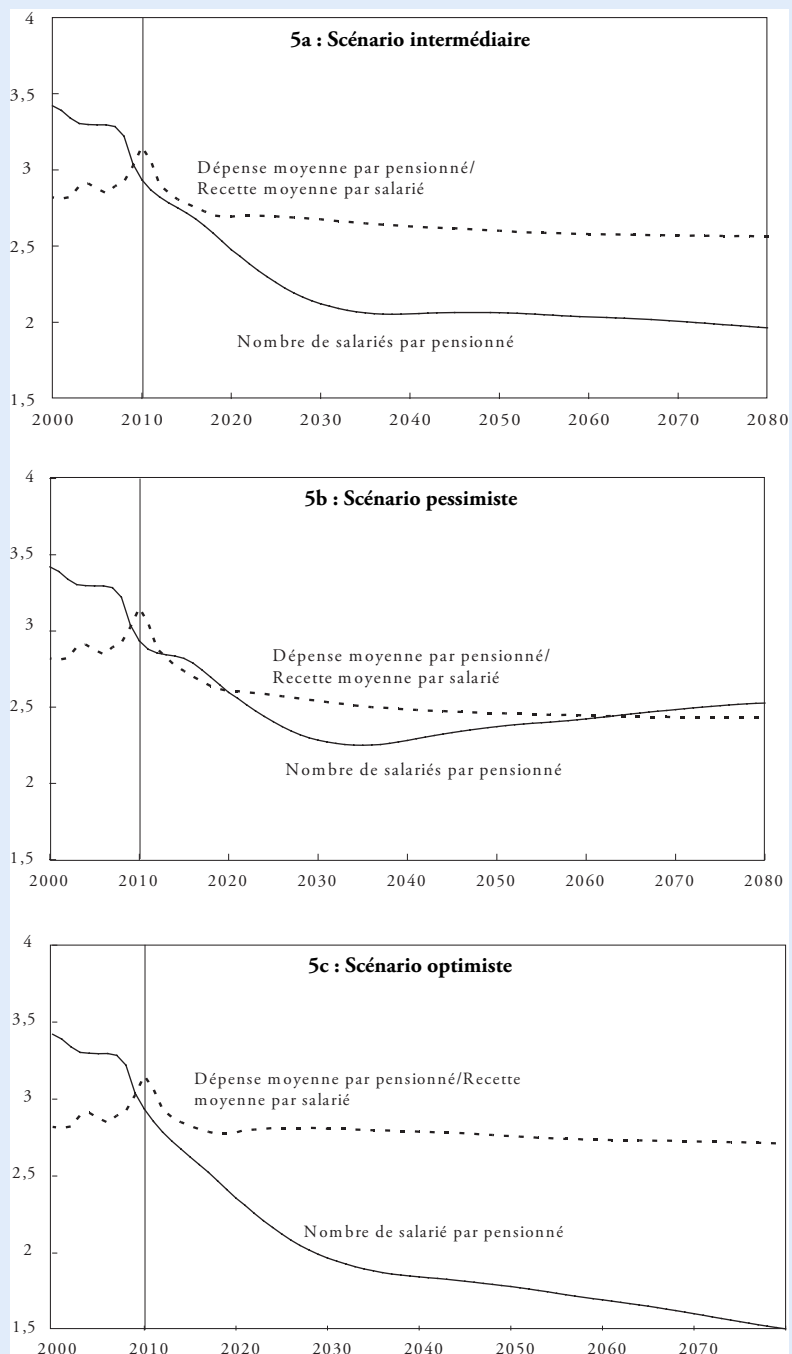 5a : Scénario intermédiaire
4
3,5
3
2,5
2
1,5
Dépense moyenne par pensionné/
Recette moyenne par salarié
Nombre de salariés par pensionné
2000 2010 2020 2030 2040 2050 2060 2070 2080
5b : Scénario pessimiste
4
3,5
3
2,5
2
1,5
Dépense moyenne par pensionné/
Recette moyenne par salarié
Nombre de salariés par pensionné
2000 2010 2020 2030 2040 2050 2060 2070 2080
5c : Scénario optimiste
4
3,5
3
2,5
2
1,5
Dépense moyenne par pensionné/Recette
moyenne par salarié
Nombre de salarié par pensionné
2000 2010 2020 2030 2040 2050 2060 2070